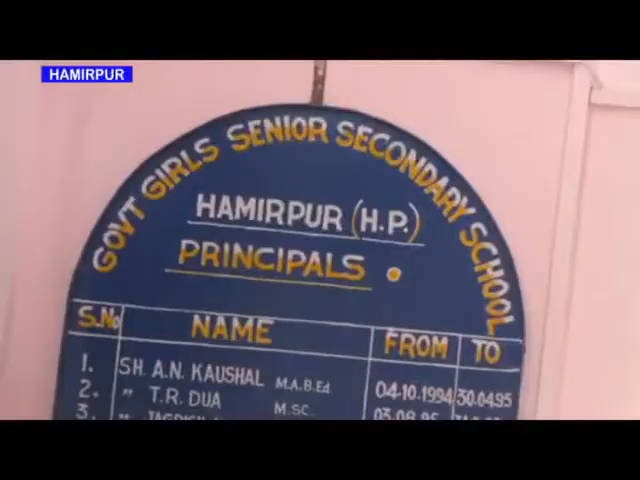 HAMIRPUR
GOVT GIRLS SENIOR SECONDARY SCHOOL
HAMIRPUR (H.P.)
PRINCIPALS
S.No NAME FROM TO
1. SH. A.N. KAUSHAL M.A.B.Ed. 04.10.1994 30.04.95
2. " T.R. DUA M.SC. 03.06.95
3. "